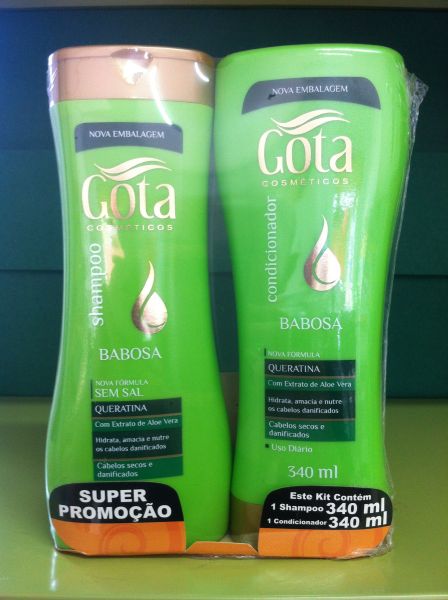 NOVA EMBALAGEM
Gota
COSMÉTICOS
shampoo
BABOSA
NOVA FÓRMULA
SEM SAL
QUERATINA
Com Extrato de Aloe Vera
Hidrata, amacia e nutre
os cabelos danificados
Cabelos secos e
danificados
SUPER
PROMOÇÃO
NOVA EMBALAGEM
Gota
COSMÉTICOS
condicionador
BABOSA
NOVA FÓRMULA
QUERATINA
Com Extrato de Aloe Vera
Hidrata, amacia e nutre
os cabelos danificados
Cabelos secos e
danificados
Uso Diário
340 ml
Este Kit Contém
1 Shampoo 340 ml
1 Condicionador 340 ml